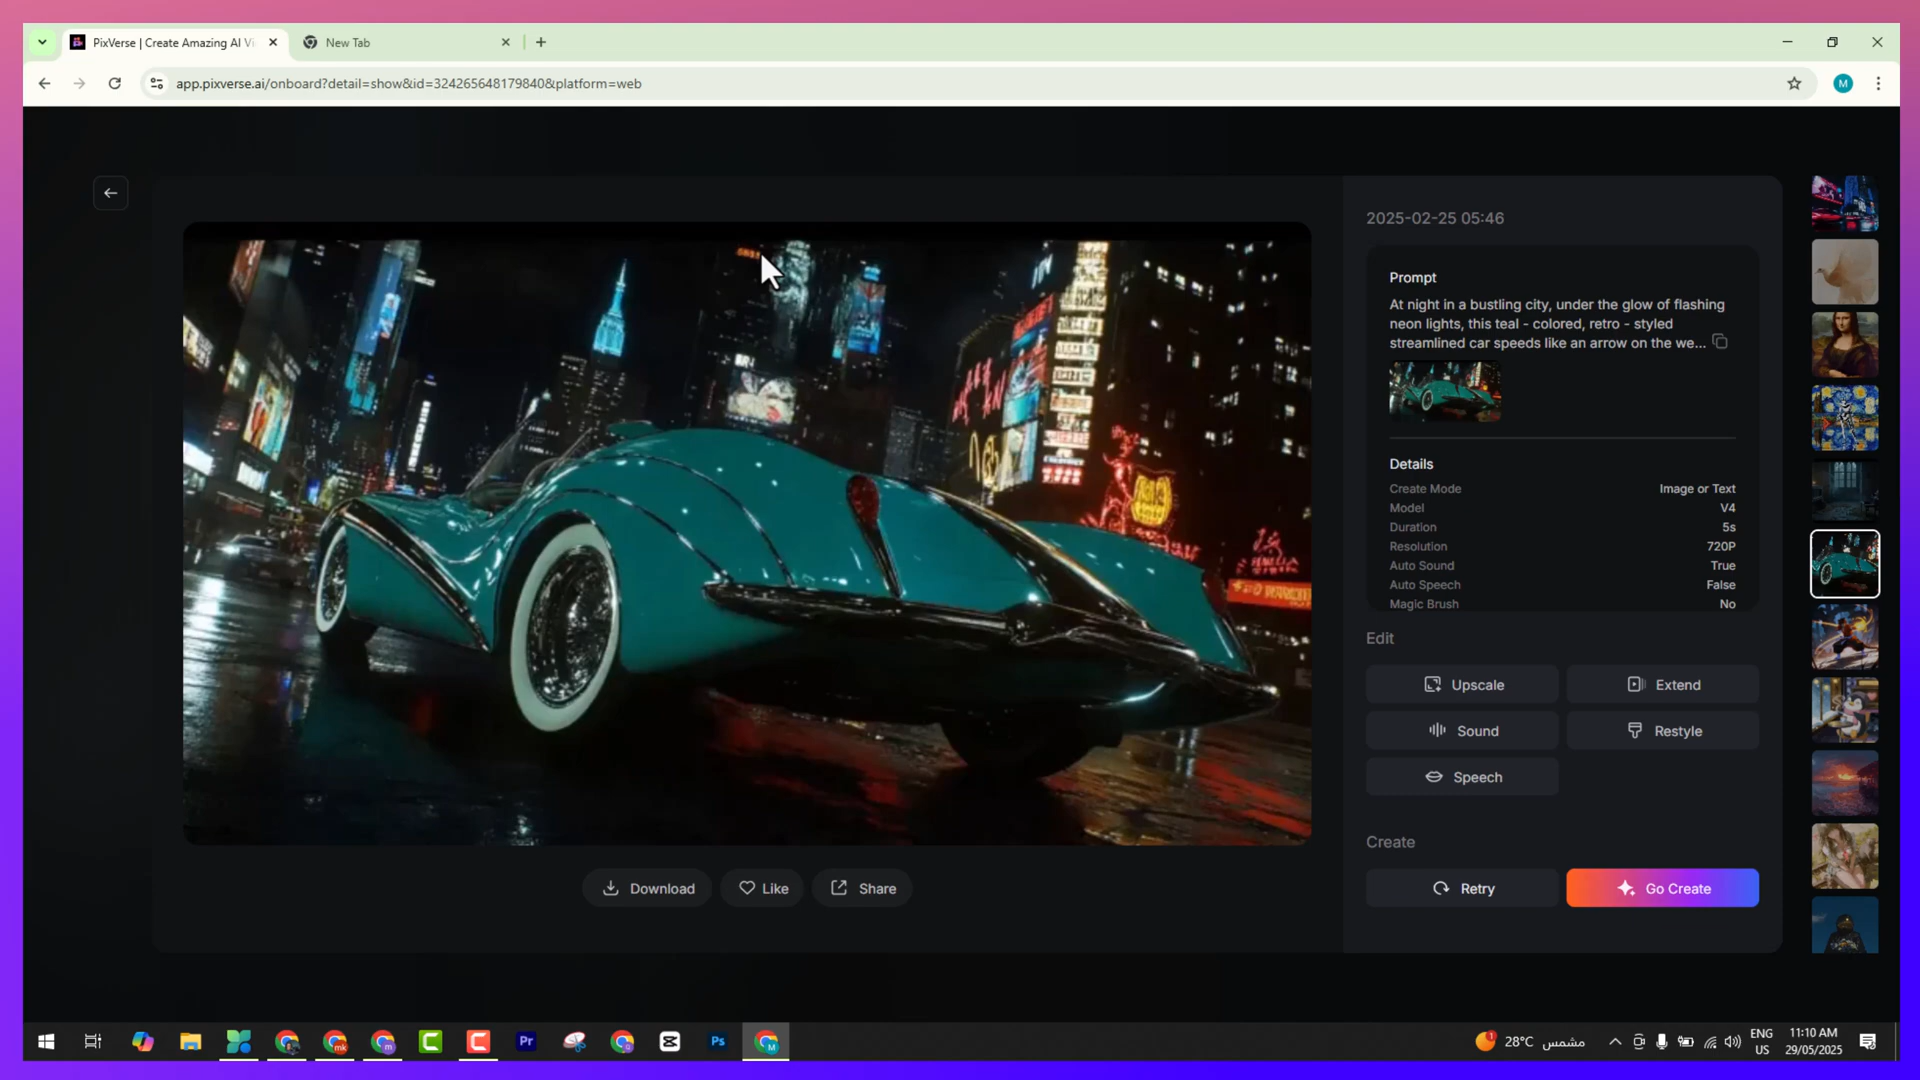 PixVerse | Create Amazing AI Vi
New Tab
app.pixverse.ai/onboard?detail=show&id=324265648179840&platform=web
M
2025-02-25 05:46
Prompt
At night in a bustling city, under the glow of flashing
neon lights, this teal - colored, retro - styled
streamlined car speeds like an arrow on the we...
Details
Create Mode Image or Text
Model V4
Duration 5s
Resolution 720P
Auto Sound True
Auto Speech False
Magic Brush No
Edit
Upscale Extend
Sound Restyle
Speech
Create
Download Like Share
Retry Go Create
mk
m
Pr
Ps
M
1
28°C مشمس
ENG
US
11:10 AM
29/05/2025